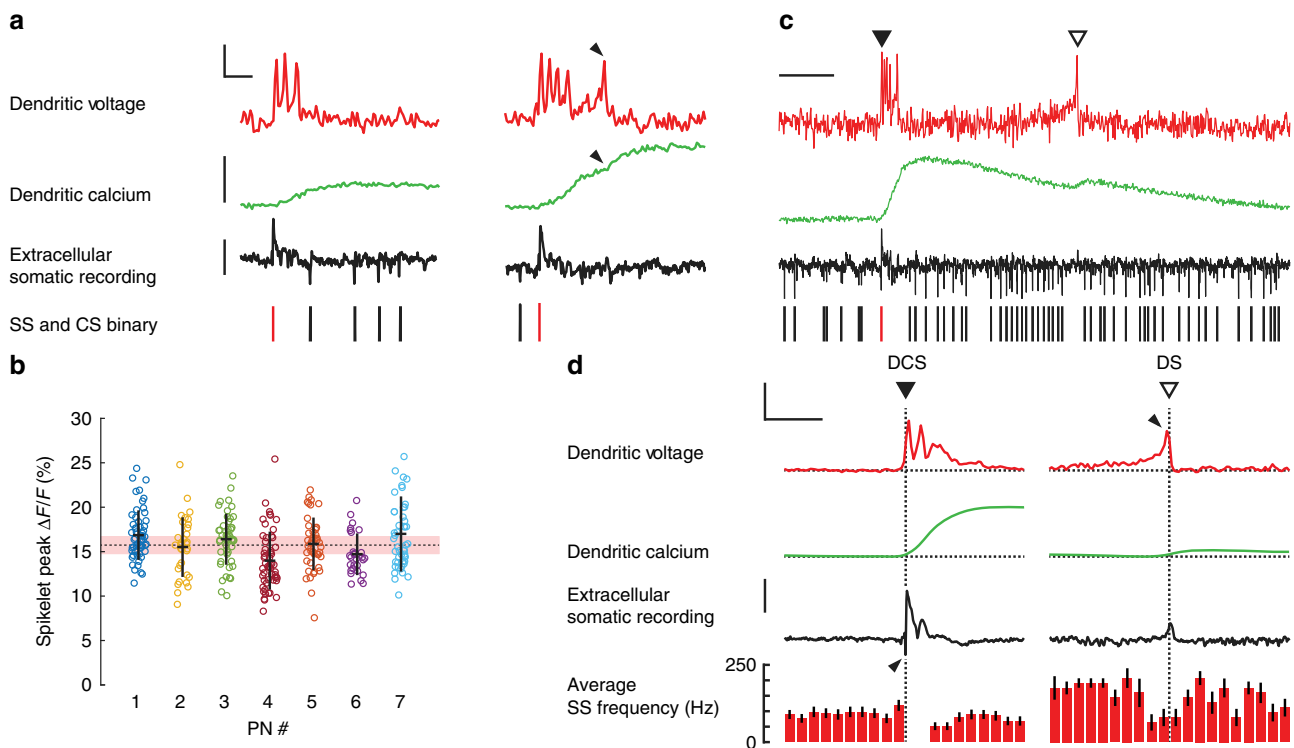 a
c
Dendritic voltage
Dendritic calcium
Extracellular
somatic recording
SS and CS binary
b
30
25
20
15
10
5
0
Spikelet peak ΔF/F (%)
1 2 3 4 5 6 7
PN #
d
DCS
DS
Dendritic voltage
Dendritic calcium
Extracellular
somatic recording
Average
SS frequency (Hz)
250
0